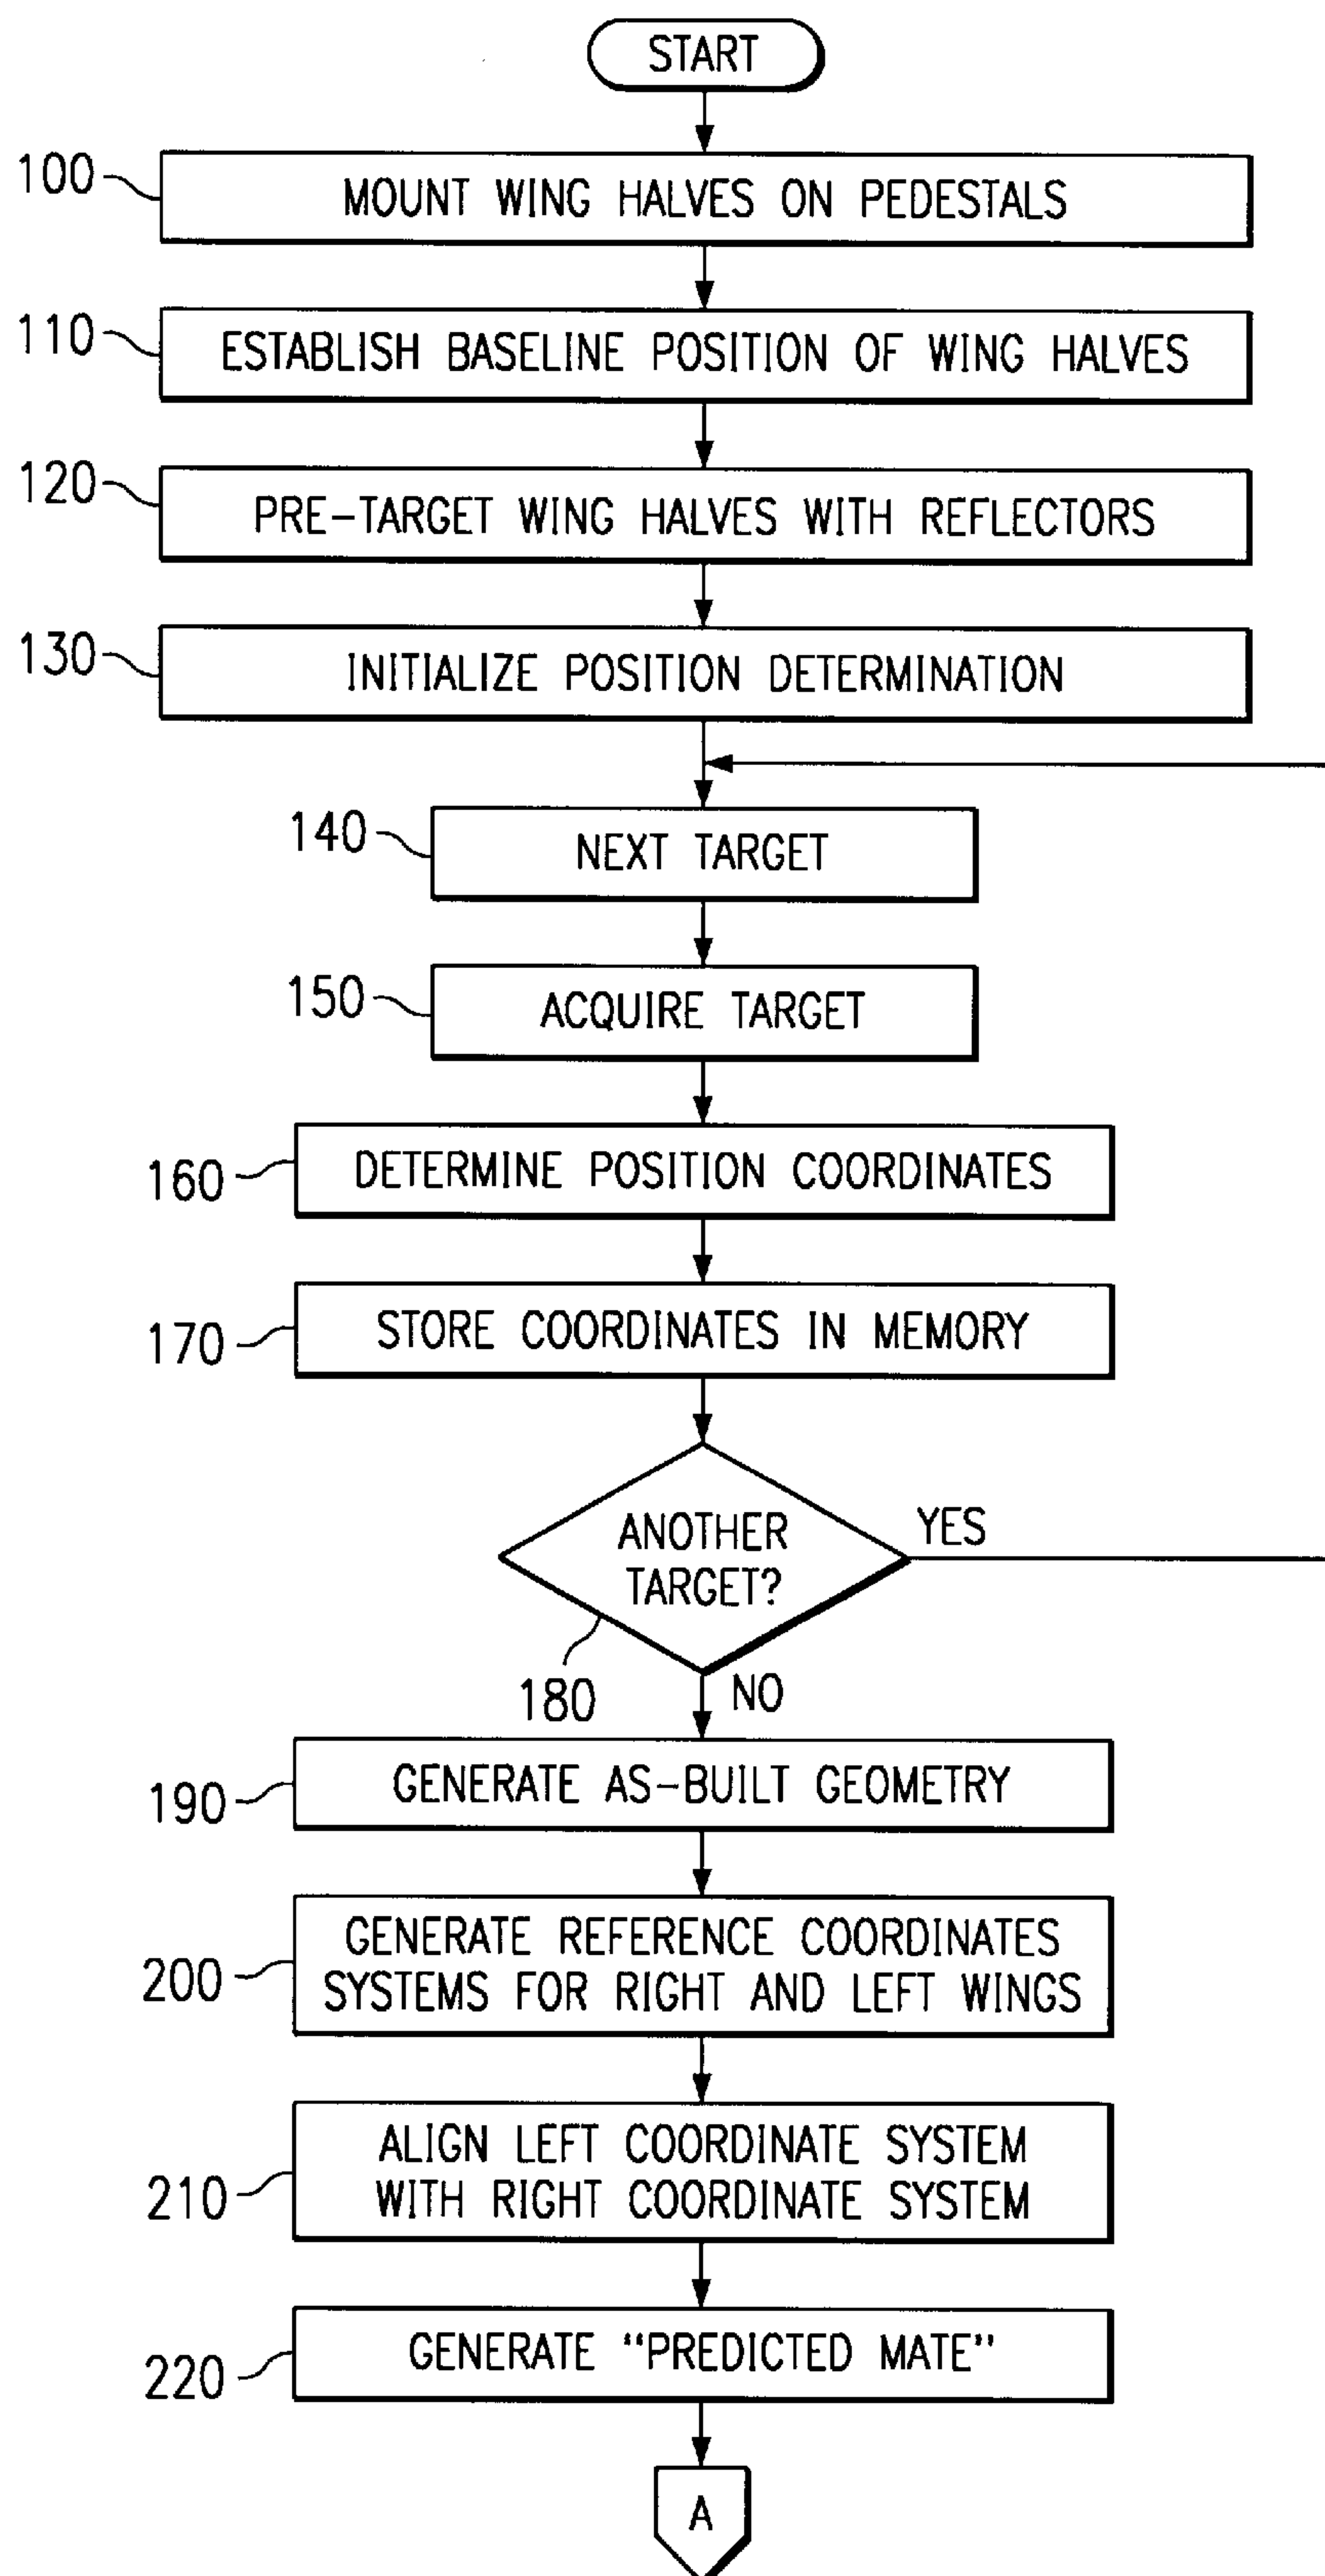 START
100
MOUNT WING HALVES ON PEDESTALS
110
ESTABLISH BASELINE POSITION OF WING HALVES
120
PRE-TARGET WING HALVES WITH REFLECTORS
130
INITIALIZE POSITION DETERMINATION
140
NEXT TARGET
150
ACQUIRE TARGET
160
DETERMINE POSITION COORDINATES
170
STORE COORDINATES IN MEMORY
ANOTHER
TARGET?
YES
180
NO
190
GENERATE AS-BUILT GEOMETRY
200
GENERATE REFERENCE COORDINATES
SYSTEMS FOR RIGHT AND LEFT WINGS
210
ALIGN LEFT COORDINATE SYSTEM
WITH RIGHT COORDINATE SYSTEM
220
GENERATE "PREDICTED MATE"
A